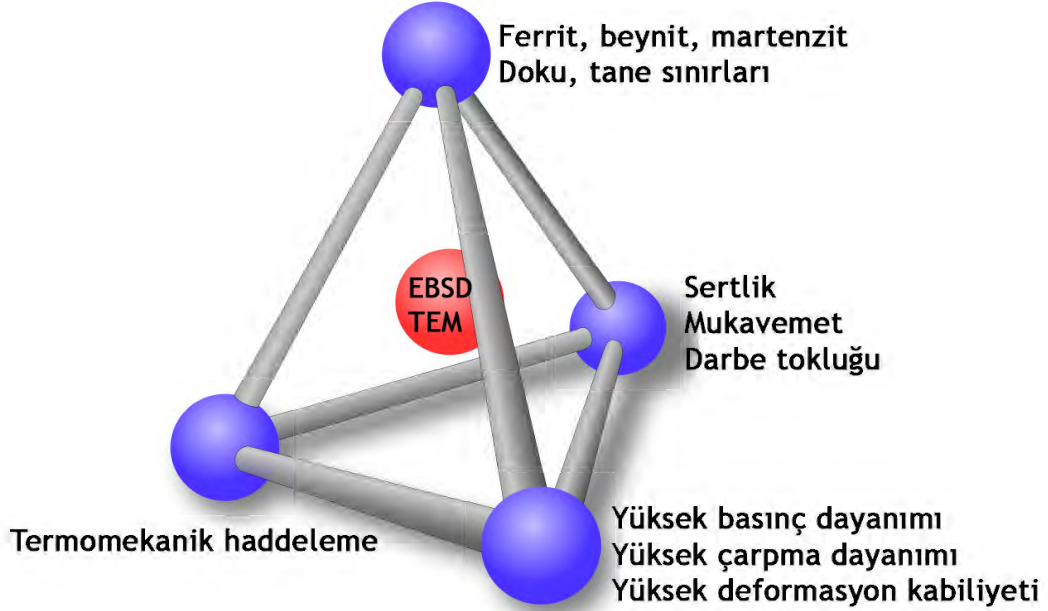 Ferrit, beynit, martenzit
Doku, tane sınırları
EBSD
TEM
Sertlik
Mukavemet
Darbe tokluğu
Termomekanik haddeleme
Yüksek basınç dayanımı
Yüksek çarpma dayanımı
Yüksek deformasyon kabiliyeti